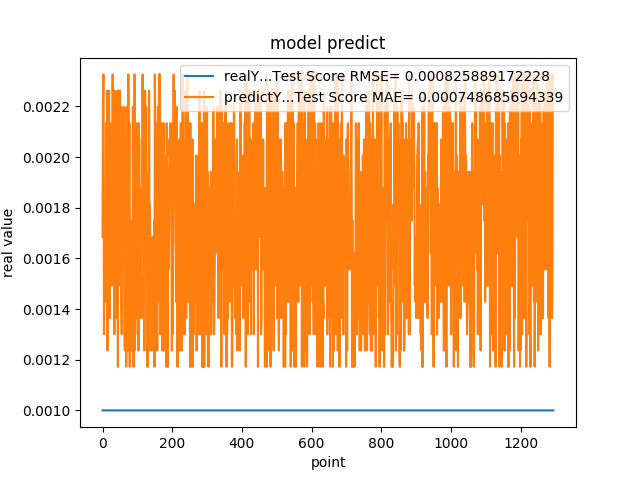 model predict
realY...Test Score RMSE= 0.000825889172228
predictY...Test Score MAE= 0.000748685694339
0.0022
0.0020
0.0018
0.0016
0.0014
0.0012
0.0010
real value
0 200 400 600 800 1000 1200
point